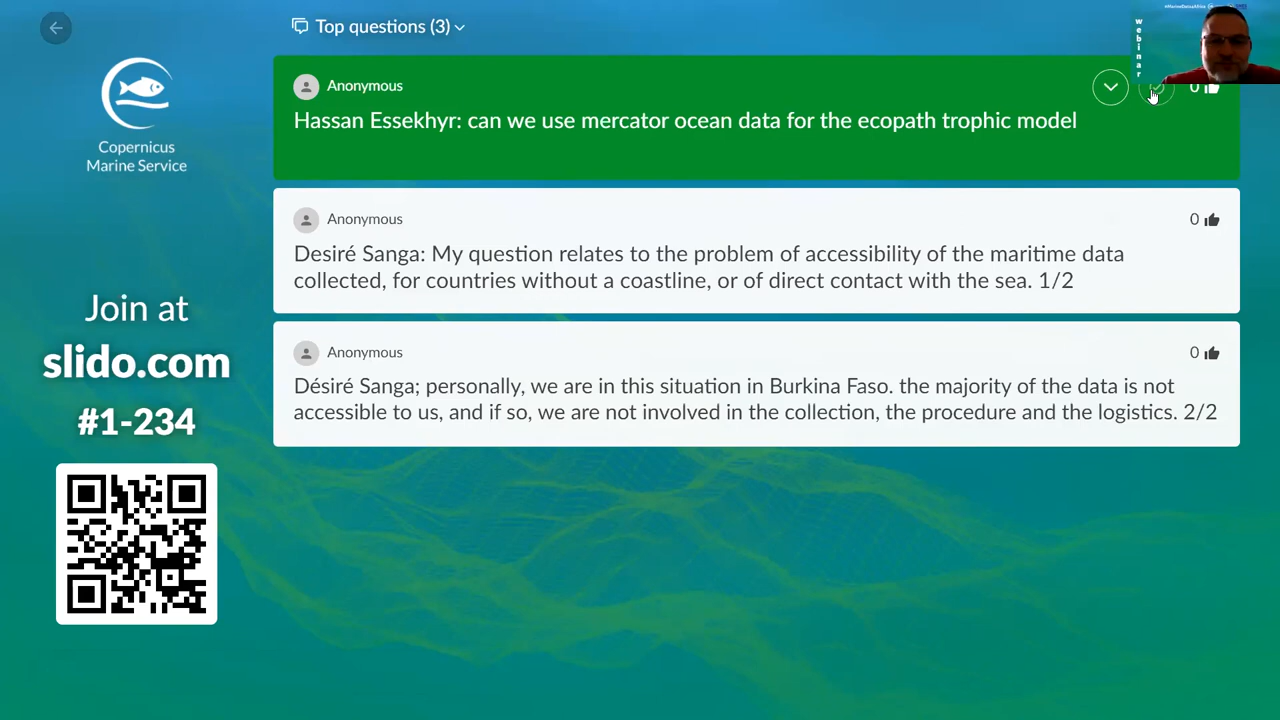 Top questions (3)
webinar
Copernicus
Marine Service
Join at
slido.com
#1-234
Anonymous
0
Hassan Essekhyr: can we use mercator ocean data for the ecopath trophic model
Anonymous
0
Desiré Sanga: My question relates to the problem of accessibility of the maritime data
collected, for countries without a coastline, or of direct contact with the sea. 1/2
Anonymous
0
Désiré Sanga; personally, we are in this situation in Burkina Faso. the majority of the data is not
accessible to us, and if so, we are not involved in the collection, the procedure and the logistics. 2/2